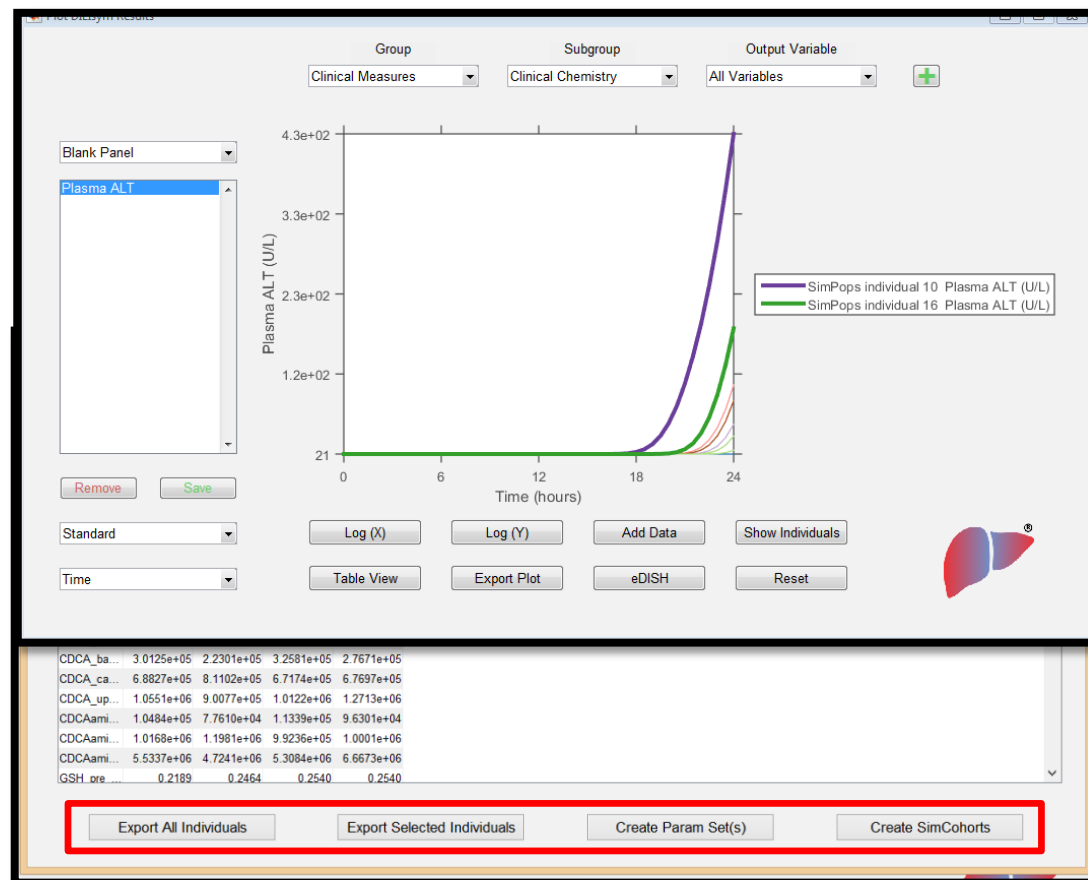 Plot DILIsym Results
Group Subgroup Output Variable
Clinical Measures Clinical Chemistry All Variables
Blank Panel
Plasma ALT
4.3e+02
3.3e+02
2.3e+02
1.2e+02
21
Plasma ALT (U/L)
0 6 12 18 24
Time (hours)
SimPops individual 10 Plasma ALT (U/L)
SimPops individual 16 Plasma ALT (U/L)
Remove Save
Standard Log (X) Log (Y) Add Data Show Individuals
Time Table View Export Plot eDISH Reset
®
CDCA_ba... 3.0125e+05 2.2301e+05 3.2581e+05 2.7671e+05
CDCA_ca... 6.8827e+05 8.1102e+05 6.7174e+05 6.7697e+05
CDCA_up... 1.0551e+06 9.0077e+05 1.0122e+06 1.2713e+06
CDCAami... 1.0484e+05 7.7610e+04 1.1339e+05 9.6301e+04
CDCAami... 1.0168e+06 1.1981e+06 9.9236e+05 1.0001e+06
CDCAami... 5.5337e+06 4.7241e+06 5.3084e+06 6.6673e+06
GSH_pre_... 0.2189 0.2464 0.2540 0.2540
Export All Individuals Export Selected Individuals Create Param Set(s) Create SimCohorts